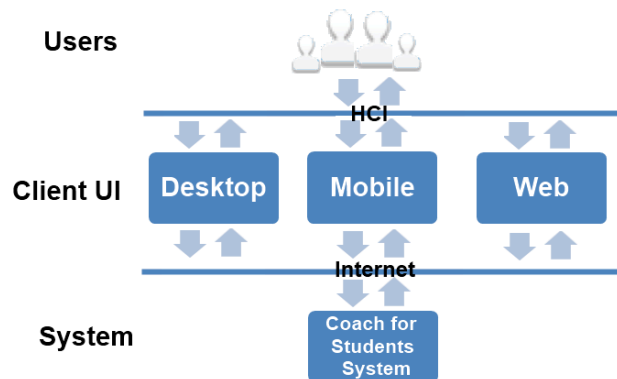 Users
HCI
Client UI
Desktop
Mobile
Web
Internet
System
Coach for
Students
System